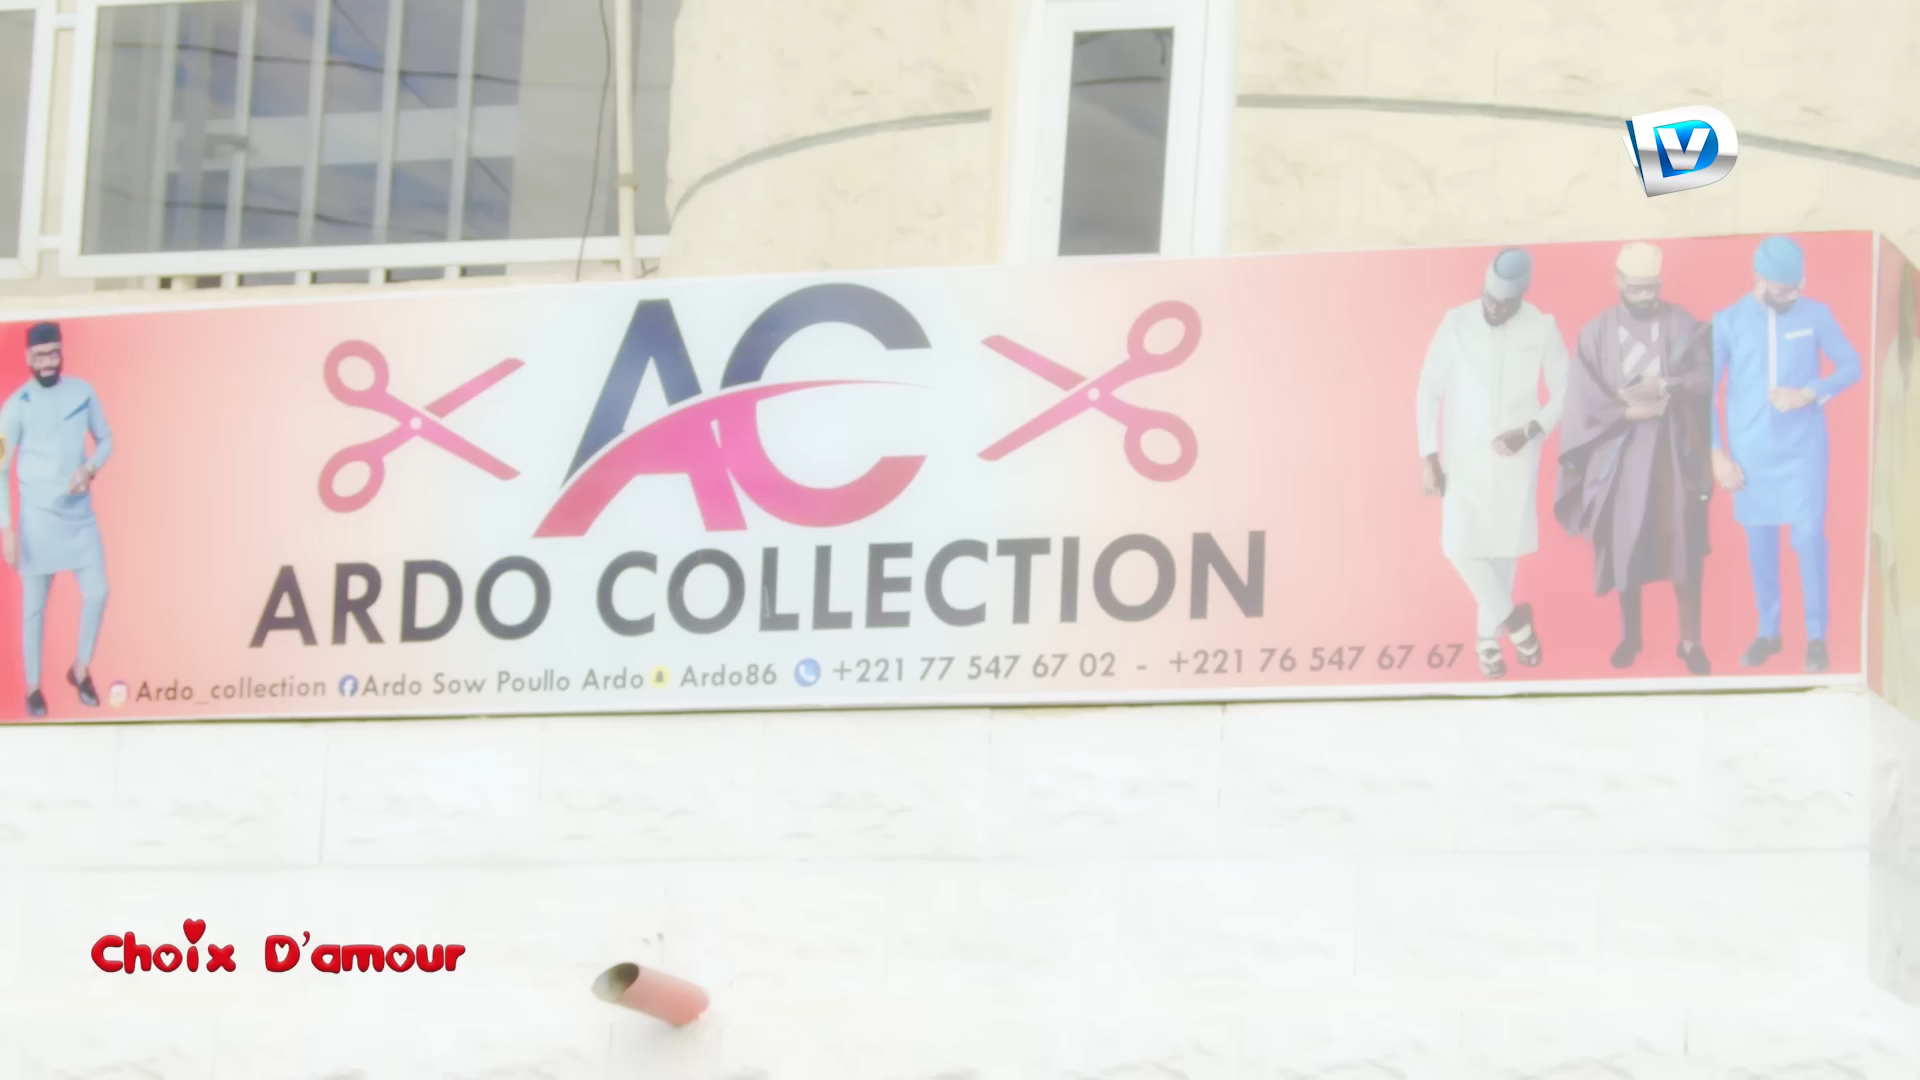 DV
AC
ARDO COLLECTION
Ardo_collection Ardo Sow Poullo Ardo Ardo86 +221 77 547 67 02 - +221 76 547 67 67
Choix D'amour